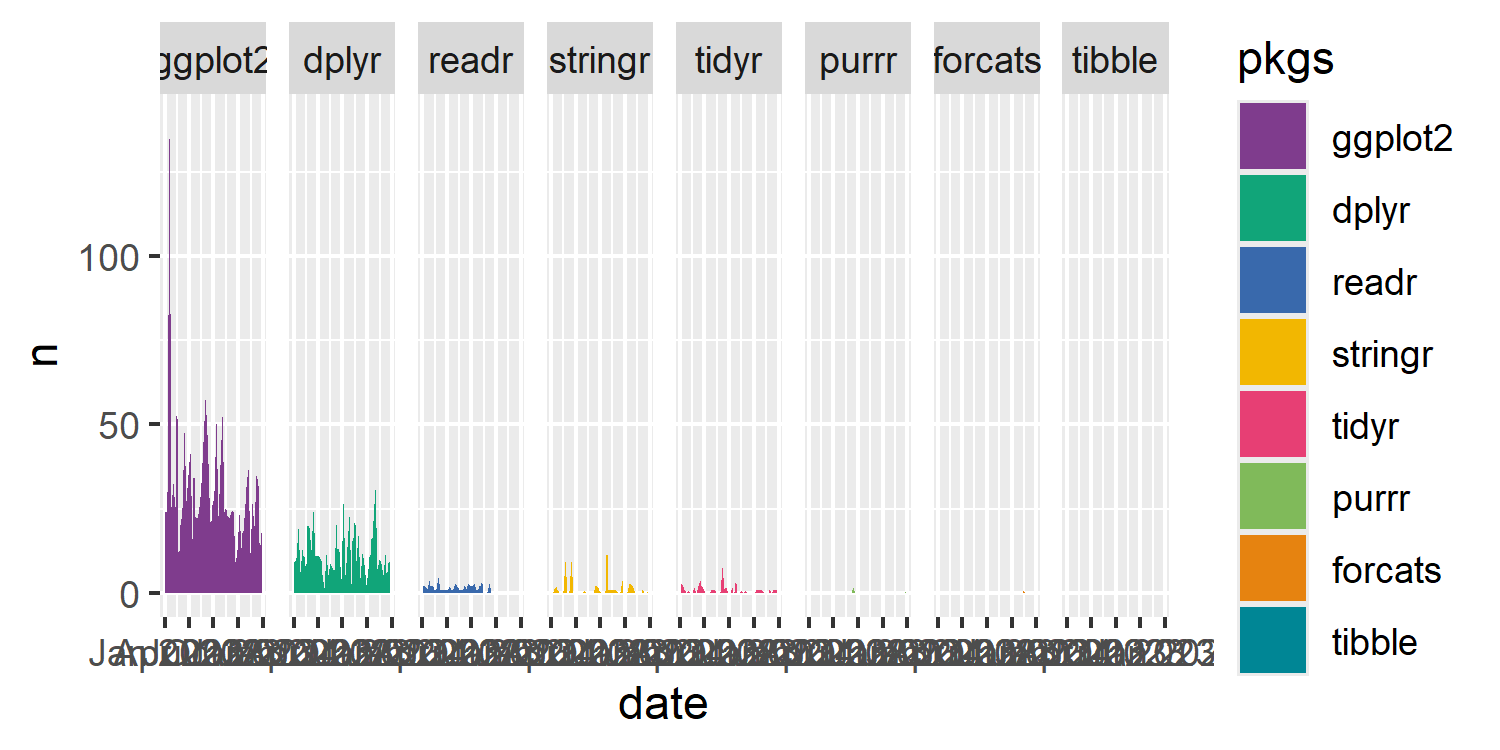 ggplot2 dplyr readr stringr tidyr purrr forcats tibble
pkgs
ggplot2
dplyr
readr
stringr
tidyr
purrr
forcats
tibble
100
50
0
n
date